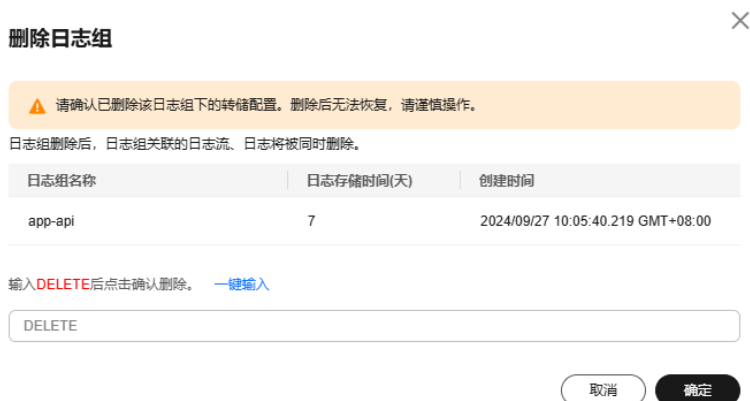 删除日志组
请确认已删除该日志组下的转储配置。删除后无法恢复，请谨慎操作。
日志组删除后，日志组关联的日志流、日志将被同时删除。
日志组名称 日志存储时间(天) 创建时间
app-api 7 2024/09/27 10:05:40.219 GMT+08:00
输入DELETE后点击确认删除。 一键输入
DELETE
取消 确定